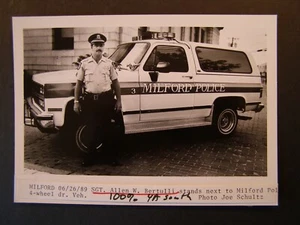 MILFORD POLICE
MILFORD 06/26/89 SGT. Allen W. Bertulli stands next to Milford Pol
4-wheel dr. Veh. Photo Joe Schultz
100%